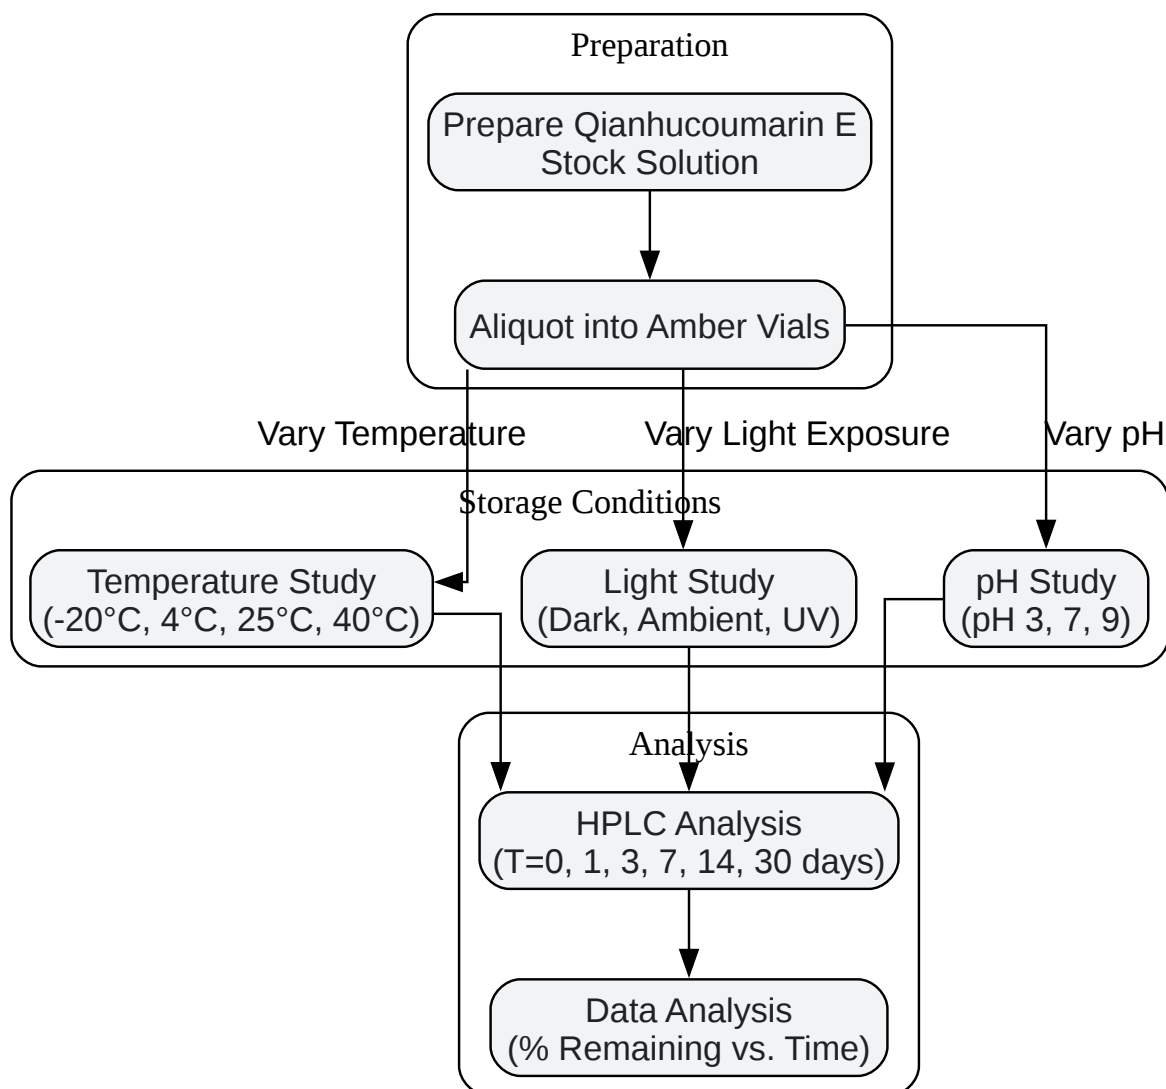 Preparation
Prepare Qianhucoumarin E
Stock Solution
Aliquot into Amber Vials
Vary Temperature
Vary Light Exposure
Vary pH
Storage Conditions
Temperature Study
(-20°C, 4°C, 25°C, 40°C)
Light Study
(Dark, Ambient, UV)
pH Study
(pH 3, 7, 9)
Analysis
HPLC Analysis
(T=0, 1, 3, 7, 14, 30 days)
Data Analysis
(% Remaining vs. Time)